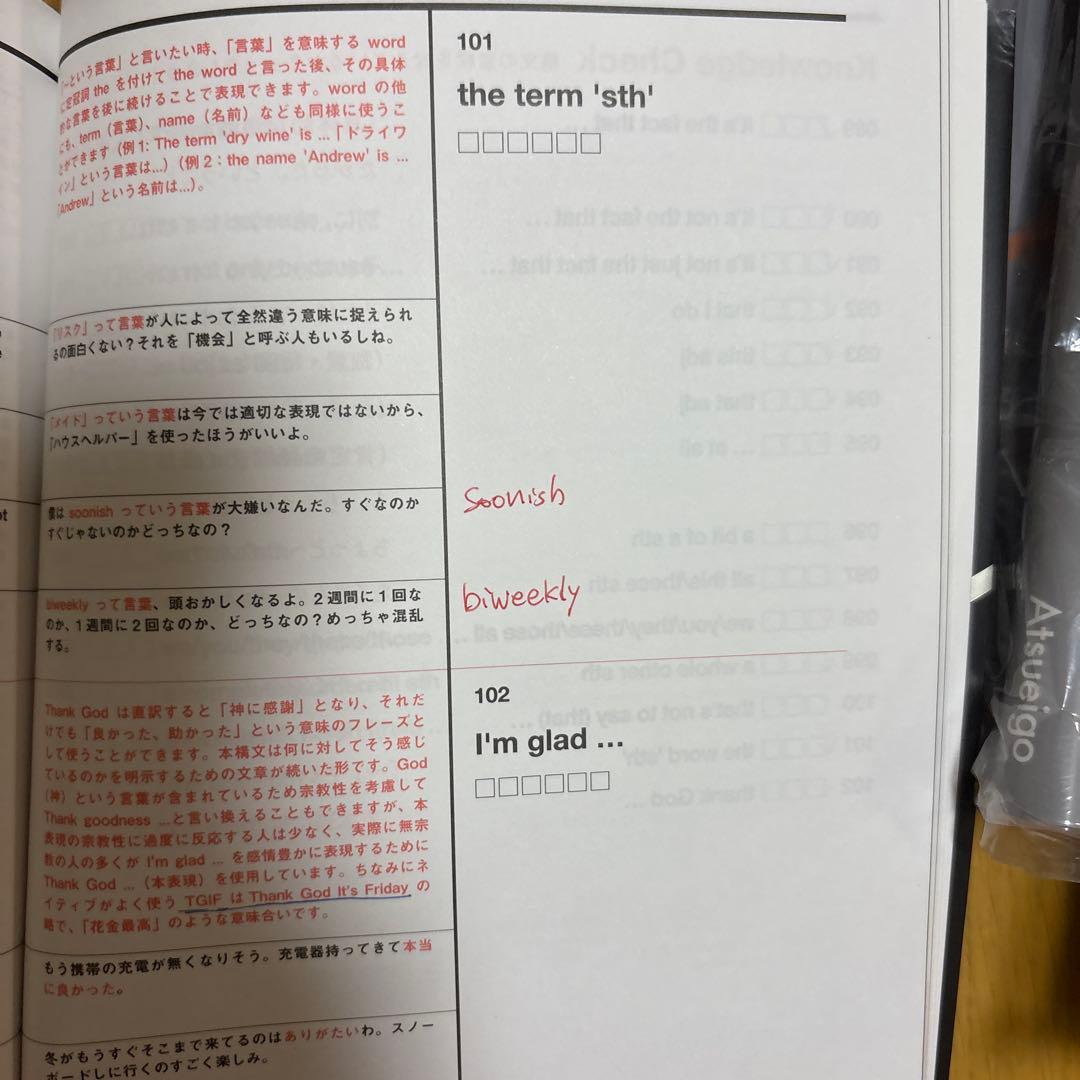 「~という言葉」と言いたい時、「言葉」を意味する word
に定冠詞 the を付けて the word と言った後、その具体
的な言葉を後に続けることで表現できます。word の他
にも、term（言葉）、name（名前）なども同様に使うこ
とができます（例 1: The term 'dry wine' is ...「ドライワ
イン」という言葉は...）（例 2：the name 'Andrew' is ...
「Andrew」という名前は...）。
「リスク」って言葉が人によって全然違う意味に捉えられ
るの面白くない？それを「機会」と呼ぶ人もいるしね。
「メイド」っていう言葉は今では適切な表現ではないから、
「ハウスヘルパー」を使ったほうがいいよ。
僕は soonish っていう言葉が大嫌いなんだ。すぐなのか
すぐじゃないのかどっちなの？
biweekly って言葉、頭おかしくなるよ。2 週間に 1 回な
のか、1 週間に 2 回なのか、どっちなの？めっちゃ混乱
する。
Thank God は直訳すると「神に感謝」となり、それだ
けでも「良かった、助かった」という意味のフレーズと
して使うことができます。本構文は何に対してそう感じ
ているのかを明示するための文章が続いた形です。God
（神）という言葉が含まれているため宗教性を考慮して
Thank goodness ...と言い換えることもできますが、本
表現の宗教性に過度に反応する人は少なく、実際に無宗
教の人の多くが I'm glad ... を感情豊かに表現するために
Thank God ...（本表現）を使用しています。ちなみにネ
イティブがよく使う TGIF は Thank God It's Friday の
略で、「花金最高」のような意味合いです。
もう携帯の充電が無くなりそう。充電器持ってきて本当
に良かった。
冬がもうすぐそこまで来てるのはありがたいわ。スノー
ボードしに行くのすごく楽しみ。
101
the term 'sth'
soonish
biweekly
102
I'm glad ...
Atsueigo